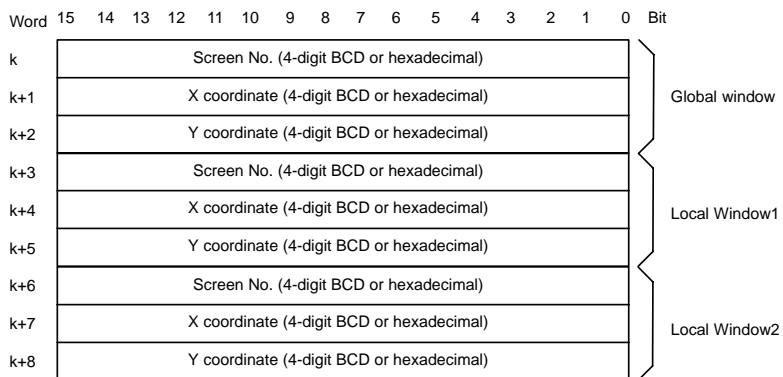 Word 15 14 13 12 11 10 9 8 7 6 5 4 3 2 1 0 Bit
k Screen No. (4-digit BCD or hexadecimal)
k+1 X coordinate (4-digit BCD or hexadecimal) Global window
k+2 Y coordinate (4-digit BCD or hexadecimal)
k+3 Screen No. (4-digit BCD or hexadecimal)
k+4 X coordinate (4-digit BCD or hexadecimal) Local Window1
k+5 Y coordinate (4-digit BCD or hexadecimal)
k+6 Screen No. (4-digit BCD or hexadecimal)
k+7 X coordinate (4-digit BCD or hexadecimal) Local Window2
k+8 Y coordinate (4-digit BCD or hexadecimal)